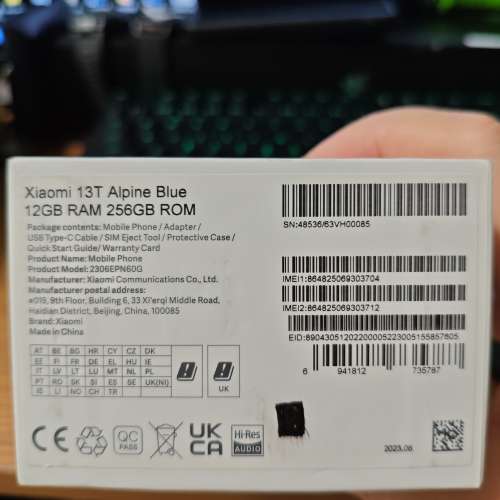 Xiaomi 13T Alpine Blue
12GB RAM 256GB ROM
Package contents: Mobile Phone / Adapter /
USB Type-C Cable / SIM Eject Tool / Protective Case /
Quick Start Guide/ Warranty Card
Product Name: Mobile Phone
Product Model: 2306EPN60G
Manufacturer: Xiaomi Communications Co., Ltd.
Manufacturer postal address:
#019, 9th Floor, Building 6, 33 Xi'erqi Middle Road,
Haidian District, Beijing, China, 100085
Brand: Xiaomi
Made in China
AT BE BG HR CY CZ DK
EE FI FR DE EL HU IE
IT LV LT LU MT NL PL
PT RO SK SI ES SE UK(NI)
IS LI NO CH TR
UK
CE
QC
PASS
UK
CA
Hi-Res
AUDIO
SN:48536/63VH00085
IMEI1:864825069303704
IMEI2:864825069303712
EID:89043051202200005223005155857605
6 941812 735787
2023.08